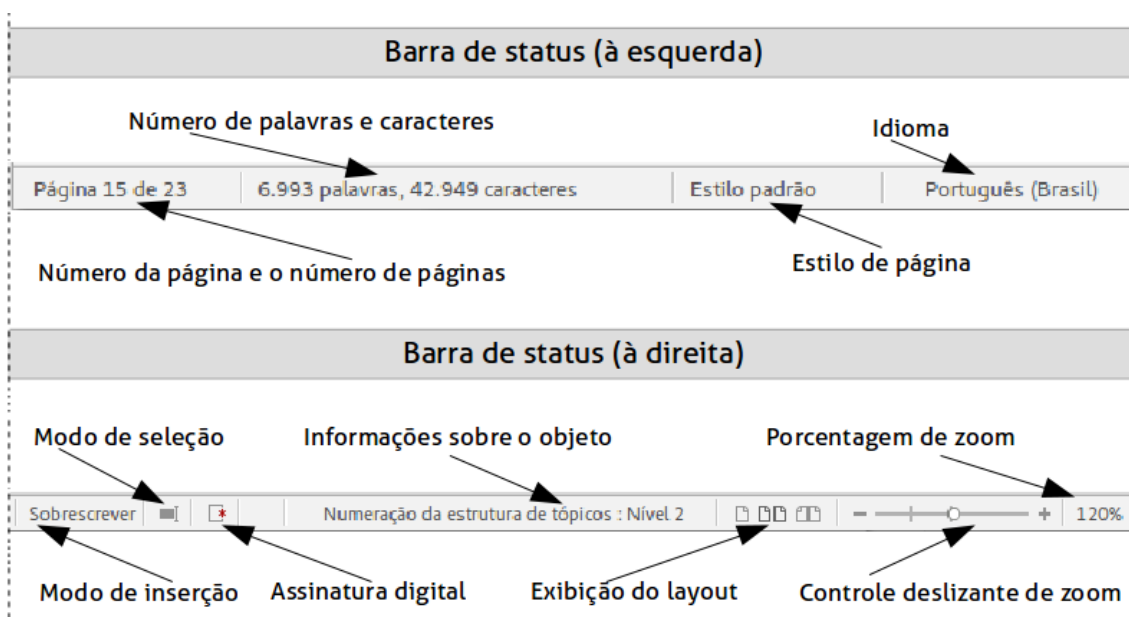 Barra de status (à esquerda)
Número de palavras e caracteres
Idioma
Página 15 de 23
6.993 palavras, 42.949 caracteres
Estilo padrão
Português (Brasil)
Número da página e o número de páginas
Estilo de página
Barra de status (à direita)
Modo de seleção
Informações sobre o objeto
Porcentagem de zoom
Sobrescrever
Numeração da estrutura de tópicos : Nível 2
120%
Modo de inserção
Assinatura digital
Exibição do layout
Controle deslizante de zoom